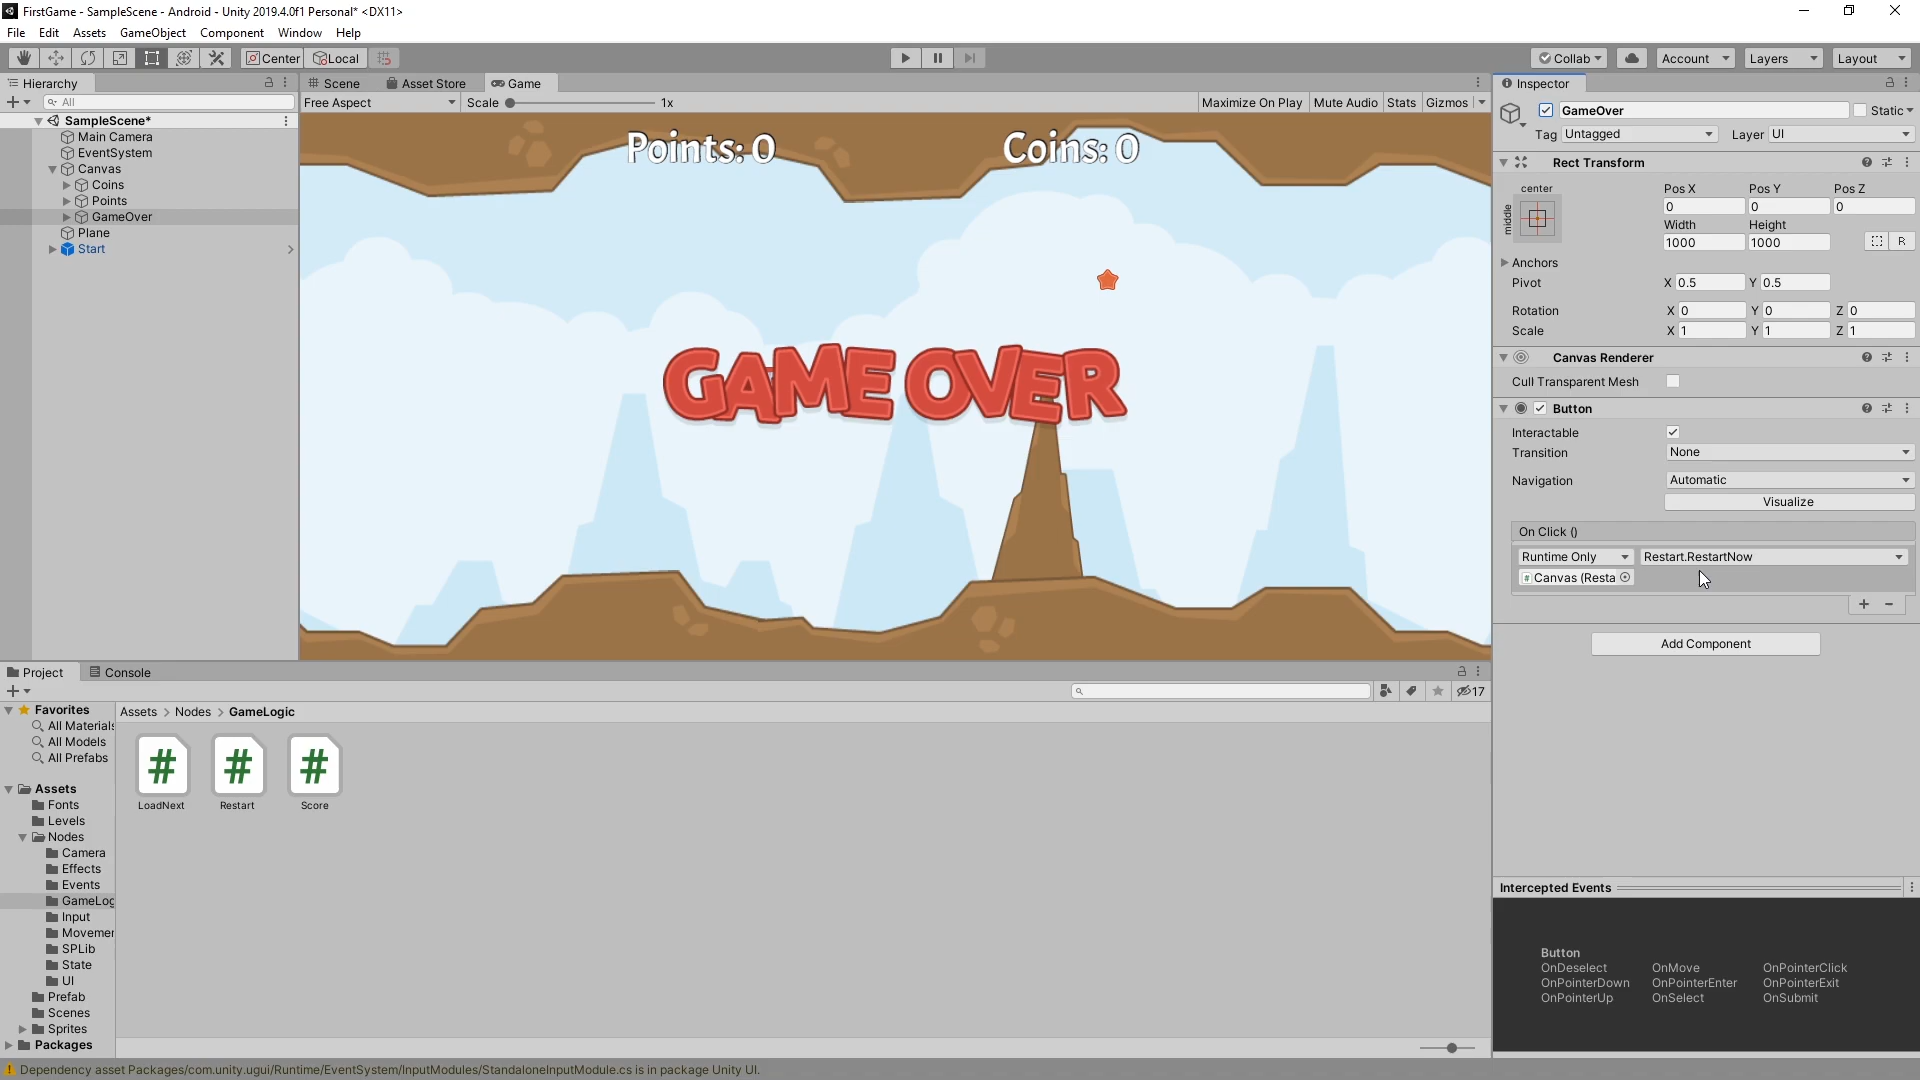 FirstGame - SampleScene - Android - Unity 2019.4.0f1 Personal* <DX11>
File Edit Assets GameObject Component Window Help
Center Local Collab Account Layers Layout
Hierarchy
All
SampleScene*
Main Camera
EventSystem
Canvas
Coins
Points
GameOver
Plane
Start
Scene Asset Store Game
Free Aspect Scale 1x Maximize On Play Mute Audio Stats Gizmos
Points: 0 Coins: 0
GAME OVER
Inspector
GameOver Static
Tag Untagged Layer UI
Rect Transform
center
middle
Pos X Pos Y Pos Z
0 0 0
Width Height
1000 1000 R
Anchors
Pivot X 0.5 Y 0.5
Rotation X 0 Y 0 Z 0
Scale X 1 Y 1 Z 1
Canvas Renderer
Cull Transparent Mesh
Button
Interactable
Transition None
Navigation Automatic
Visualize
On Click ()
Runtime Only Restart.RestartNow
Canvas (Resta
Add Component
Intercepted Events
Button
OnDeselect OnMove OnPointerClick
OnPointerDown OnPointerEnter OnPointerExit
OnPointerUp OnSelect OnSubmit
Project Console
17
Favorites
All Materials
All Models
All Prefabs
Assets
Fonts
Levels
Nodes
Camera
Effects
Events
GameLog
Input
Movemer
SPLib
State
UI
Prefab
Scenes
Sprites
Packages
Assets > Nodes > GameLogic
# # #
LoadNext Restart Score
Dependency asset Packages/com.unity.ugui/Runtime/EventSystem/InputModules/StandaloneInputModule.cs is in package Unity UI.